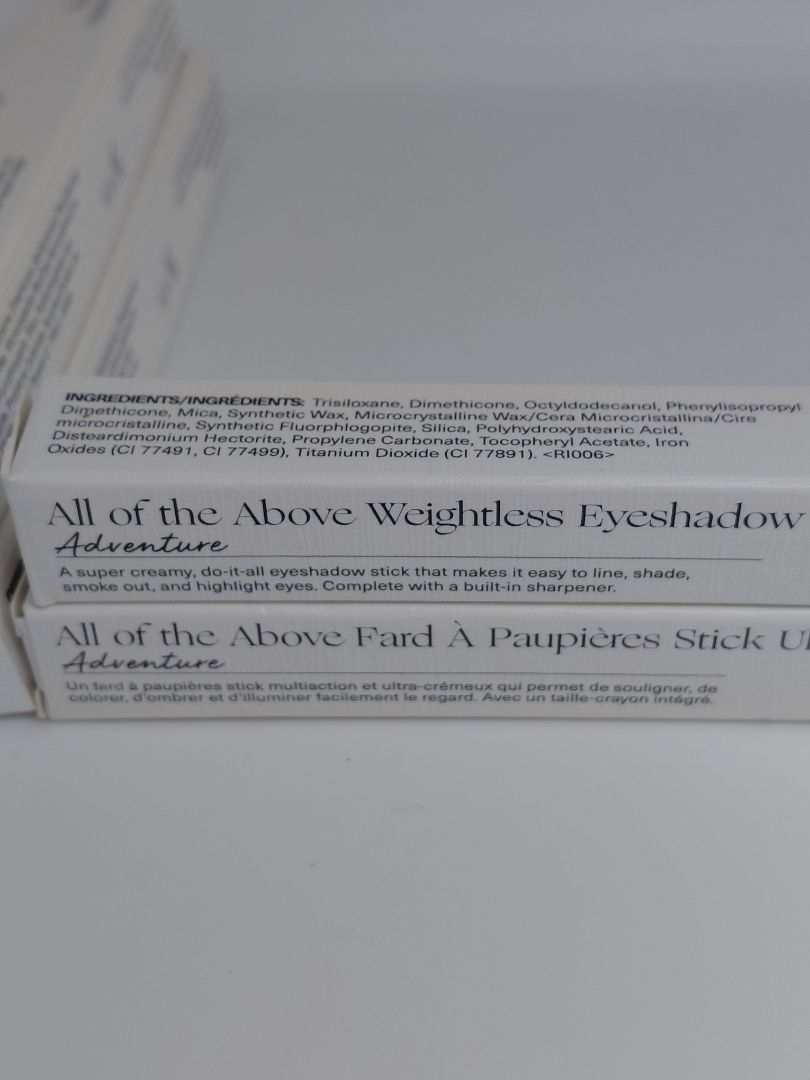 INGREDIENTS/INGRÉDIENTS: Trisiloxane, Dimethicone, Octyldodecanol, Phenylisopropyl
Dimethicone, Mica, Synthetic Wax, Microcrystalline Wax/Cera Microcristallina/Cire
microcristalline, Synthetic Fluorphlogopite, Silica, Polyhydroxystearic Acid,
Disteardimonium Hectorite, Propylene Carbonate, Tocopheryl Acetate, Iron
Oxides (CI 77491, CI 77499), Titanium Dioxide (CI 77891). <RI006>
All of the Above Weightless Eyeshadow
Adventure
A super creamy, do-it-all eyeshadow stick that makes it easy to line, shade,
smoke out, and highlight eyes. Complete with a built-in sharpener.
All of the Above Fard À Paupières Stick
Adventure
Un fard à paupières stick multiaction et ultra-crémeux qui permet de souligner, de
colorer, d'ombrer et d'illuminer facilement le regard. Avec un taille-crayon intégré.